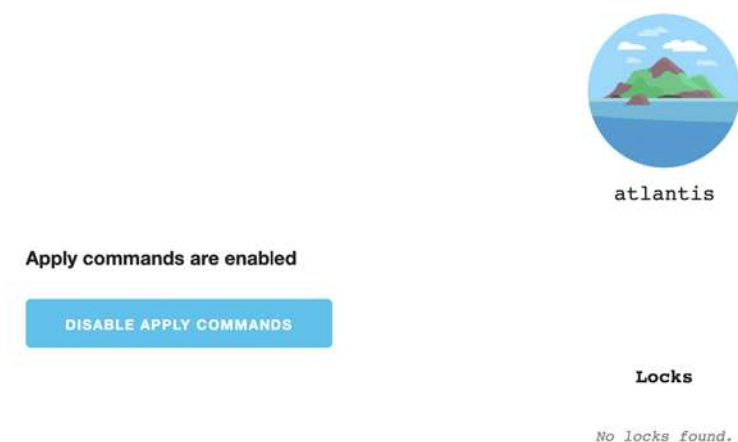 atlantis
Apply commands are enabled
DISABLE APPLY COMMANDS
Locks
No locks found.